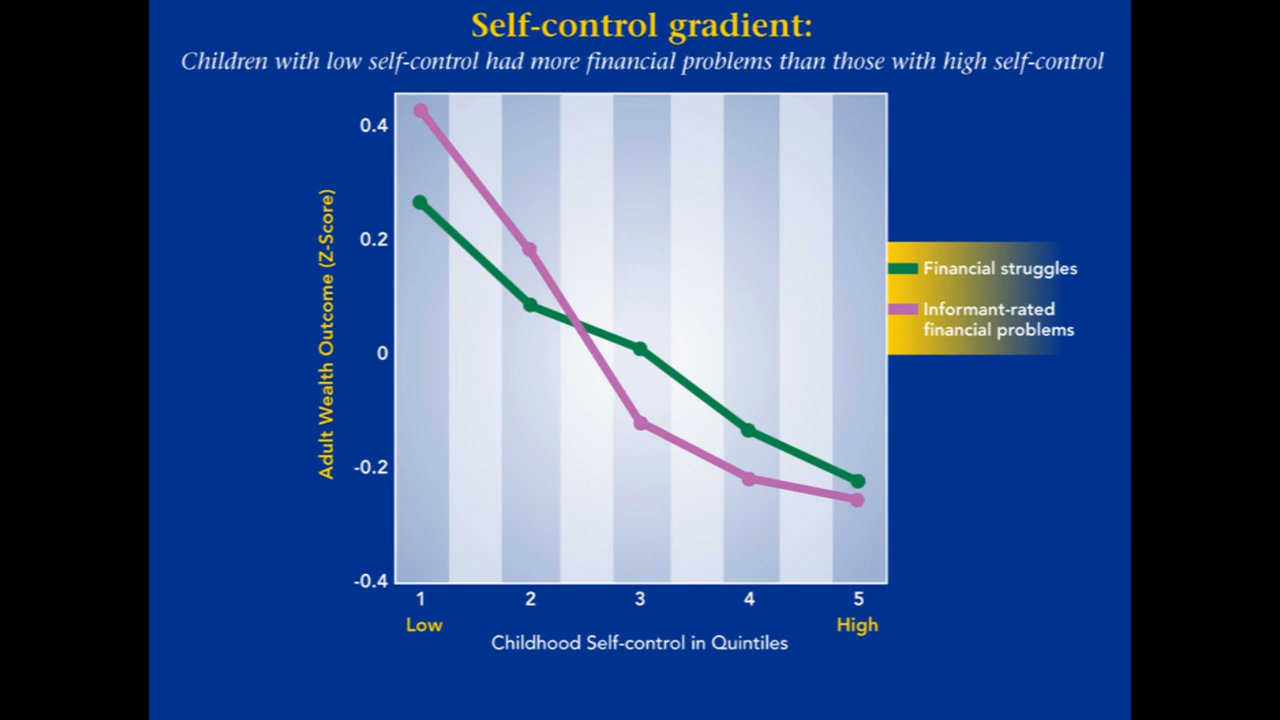 Self-control gradient:
Children with low self-control had more financial problems than those with high self-control
Adult Wealth Outcome (Z-Score)
0.4
0.2
0
-0.2
-0.4
Financial struggles
Informant-rated
financial problems
1 2 3 4 5
Low High
Childhood Self-control in Quintiles